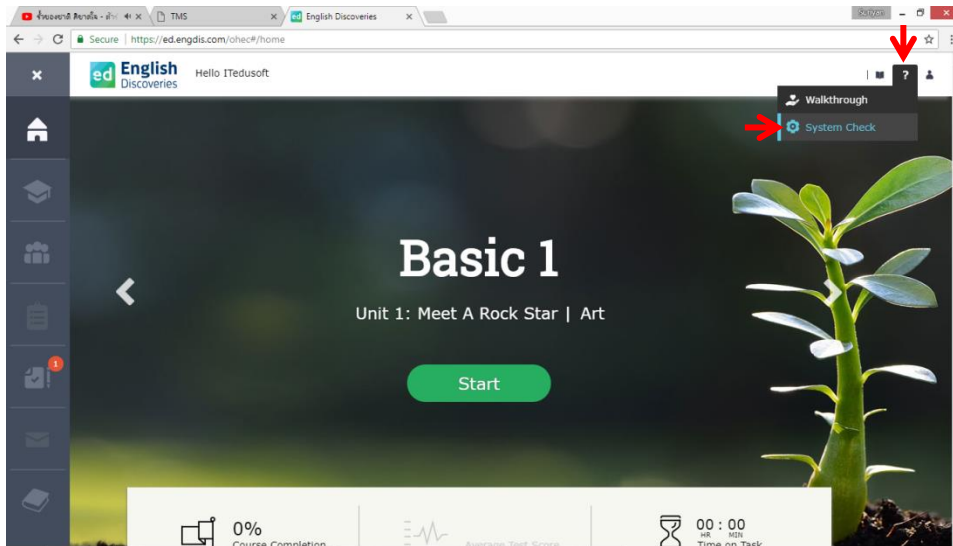 TMS
English Discoveries
Secure | https://ed.engdis.com/ohec#/home
ed English Discoveries
Hello ITedusoft
?
Walkthrough
System Check
Basic 1
Unit 1: Meet A Rock Star | Art
Start
1
0%
Course Completion
Average Test Score
00 : 00
HR MIN
Time on Task